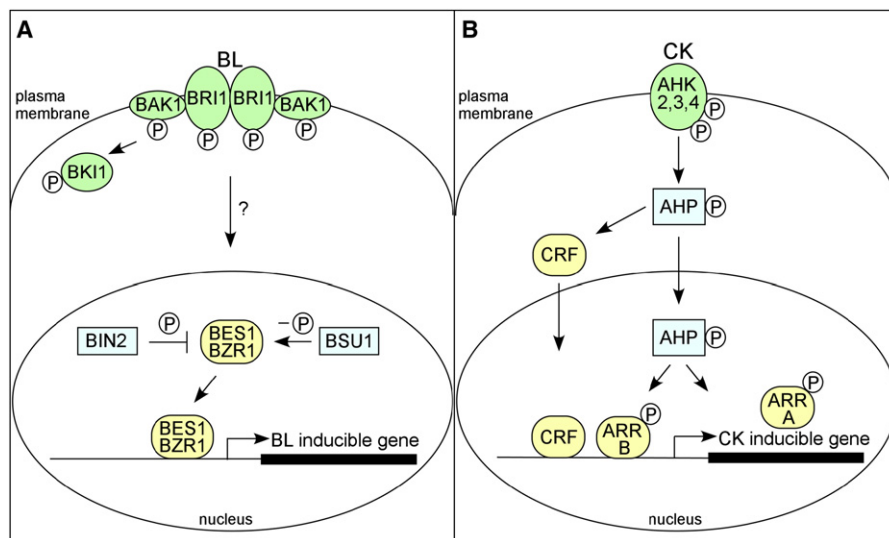 A
BL
plasma
membrane
BAK1
BRI1
BRI1
BAK1
P
P
P
P
P
BKI1
?
BIN2
P
BES1
BZR1
– P
BSU1
BES1
BZR1
BL inducible gene
nucleus
B
CK
plasma
membrane
AHK
2,3,4
P
P
AHP
P
CRF
AHP
P
CRF
ARR
B
P
ARR
A
P
CK inducible gene
nucleus